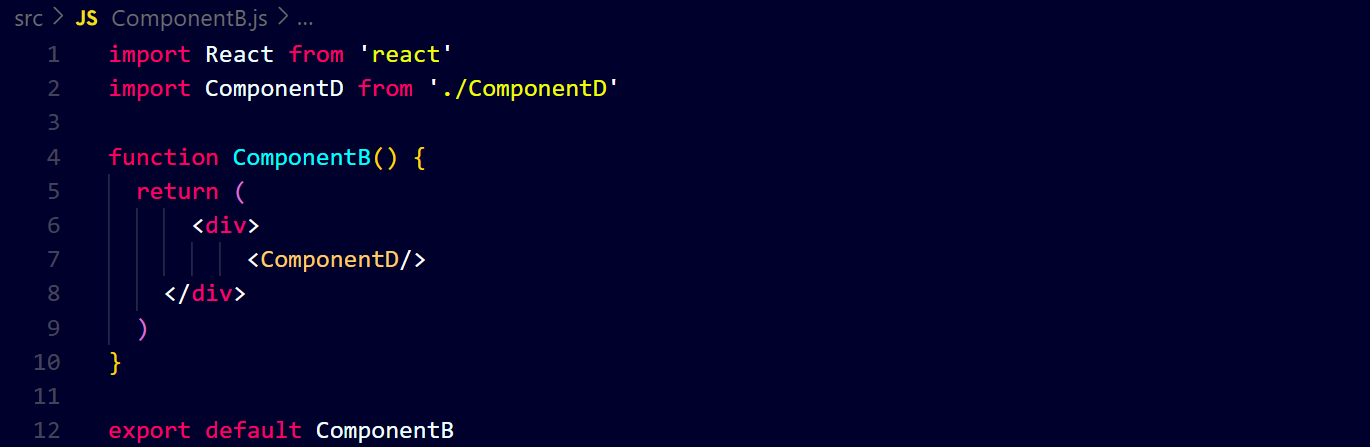 src > JS ComponentB.js > ...
1 import React from 'react'
2 import ComponentD from './ComponentD'
3
4 function ComponentB() {
5   return (
6       <div>
7           <ComponentD/>
8     </div>
9   )
10 }
11
12 export default ComponentB